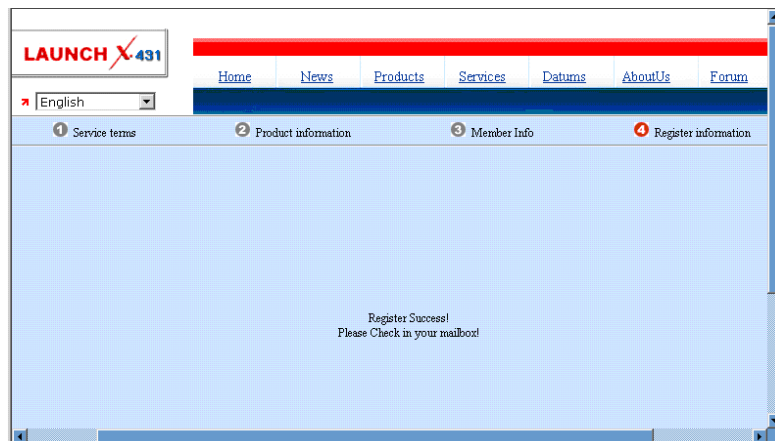 LAUNCH X-431
Home News Products Services Datums AboutUs Forum
English
1 Service terms 2 Product information 3 Member Info 4 Register information
Register Success!
Please Check in your mailbox!